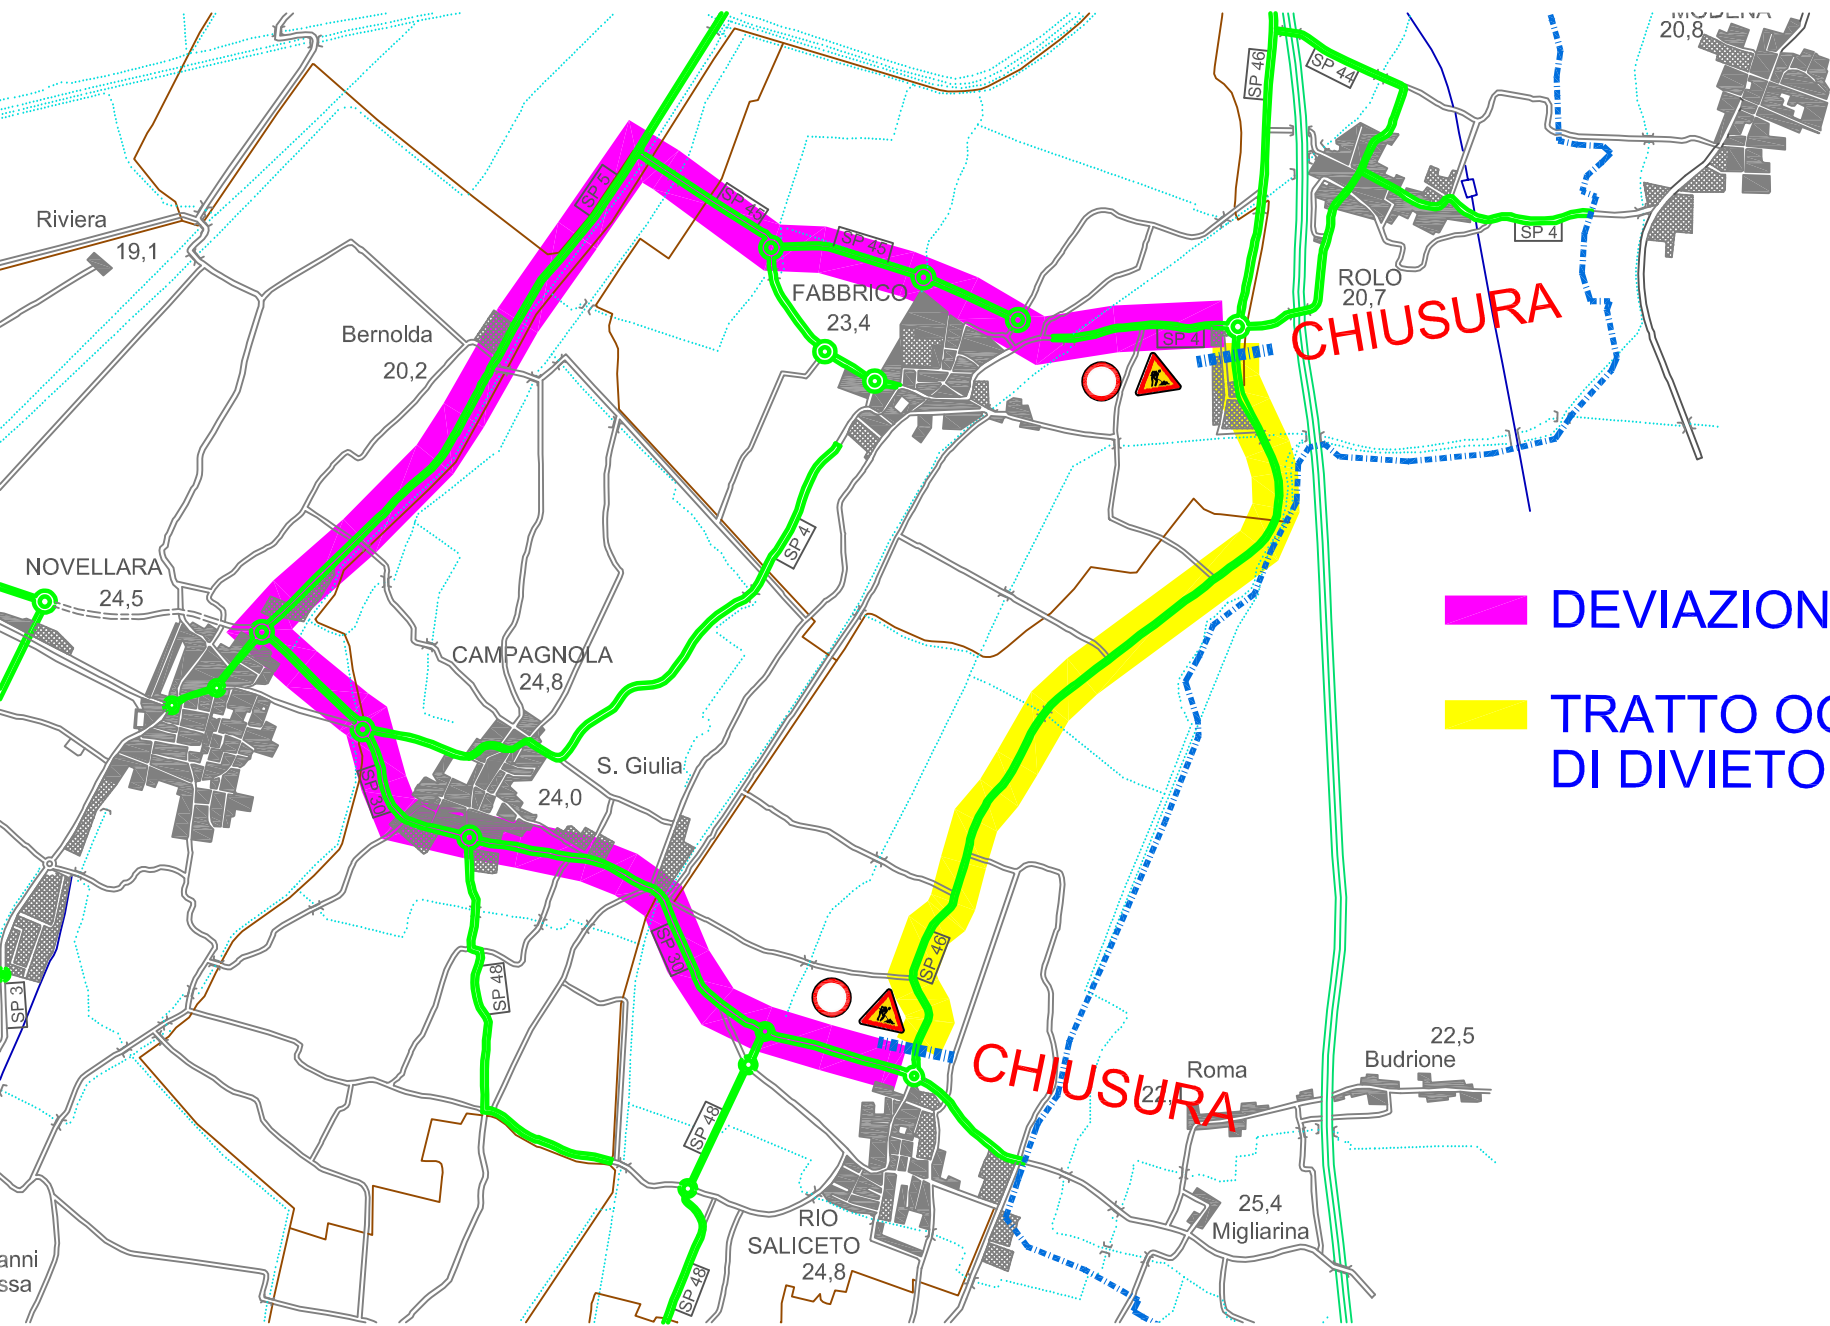 MODENA
20,8
SP 46
SP 44
Riviera
19,1
SP 5
SP 45
SP 45
SP 4
FABBRICO
23,4
ROLO
20,7
CHIUSURA
Bernolda
20,2
SP 4
SP 4
NOVELLARA
24,5
DEVIAZION
CAMPAGNOLA
24,8
TRATTO
DI DIVIETO
S. Giulia
24,0
SP 30
SP 30
SP 46
SP 48
SP 3
CHIUSURA
22,5
Budrione
Roma
SP 48
25,4
Migliarina
RIO
SALICETO
24,8
SP 48
anni
ssa